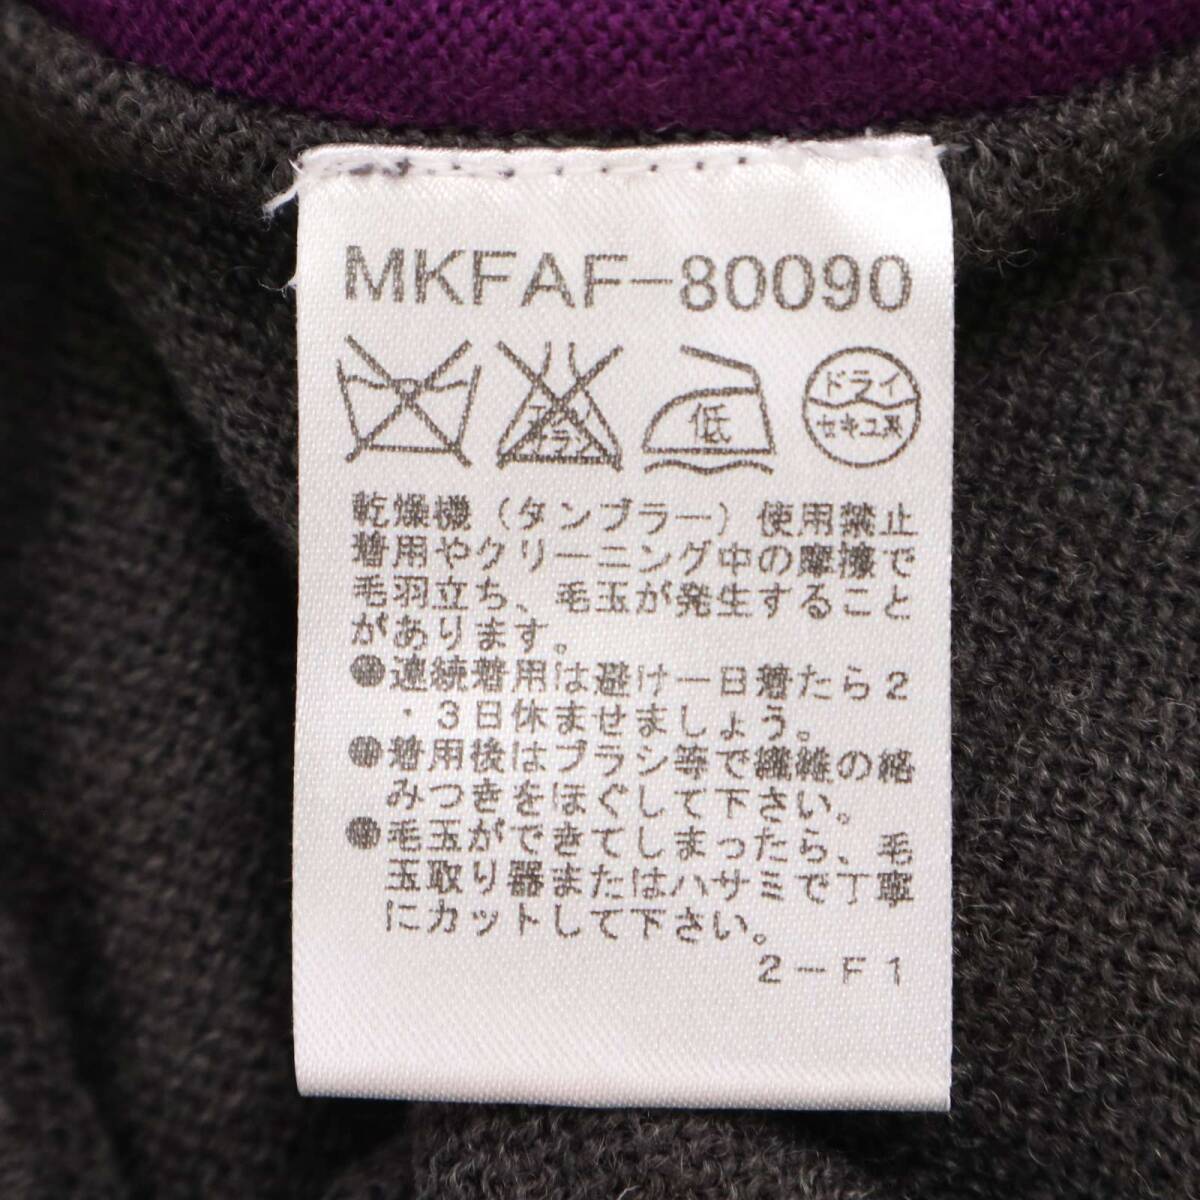 MKFAF-80090
エンソ
サラシ
低
ドライ
セキユ系
乾燥機(タンブラー)使用禁止
着用やクリーニング中の摩擦で
毛羽立ち、毛玉が発生すること
があります。
●連続着用は避け一日着たら2
・3日休ませましょう。
●着用後はブラシ等で繊維の絡
みつきをほぐして下さい。
●毛玉ができてしまったら、毛
玉取り器またはハサミで丁寧
にカットして下さい。
2-F1